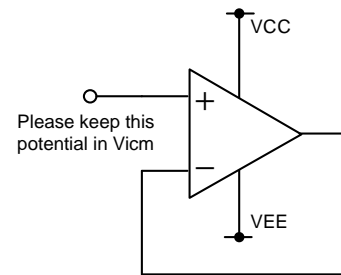 VCC
+
Please keep this
potential in Vicm
−
VEE